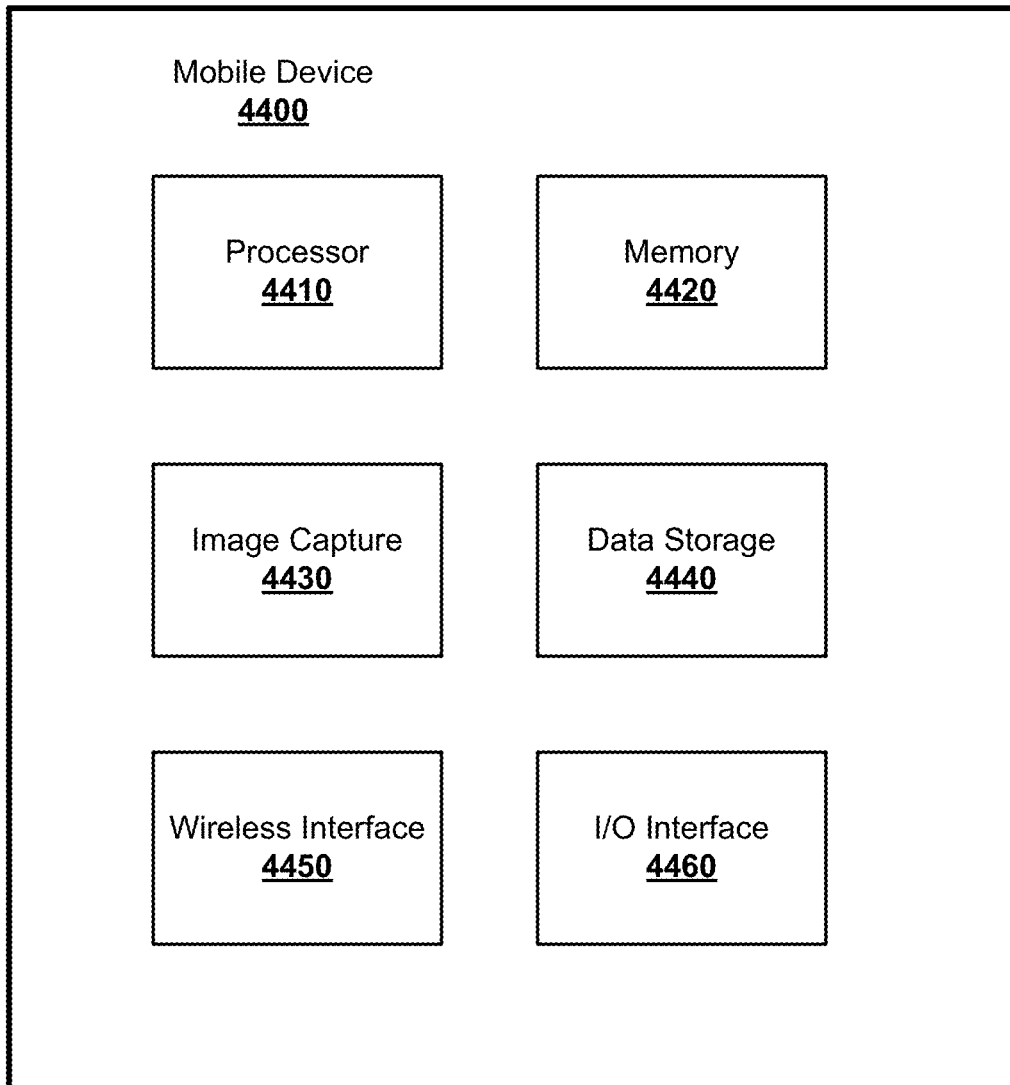 Mobile Device
4400
Processor
4410
Memory
4420
Image Capture
4430
Data Storage
4440
Wireless Interface
4450
I/O Interface
4460